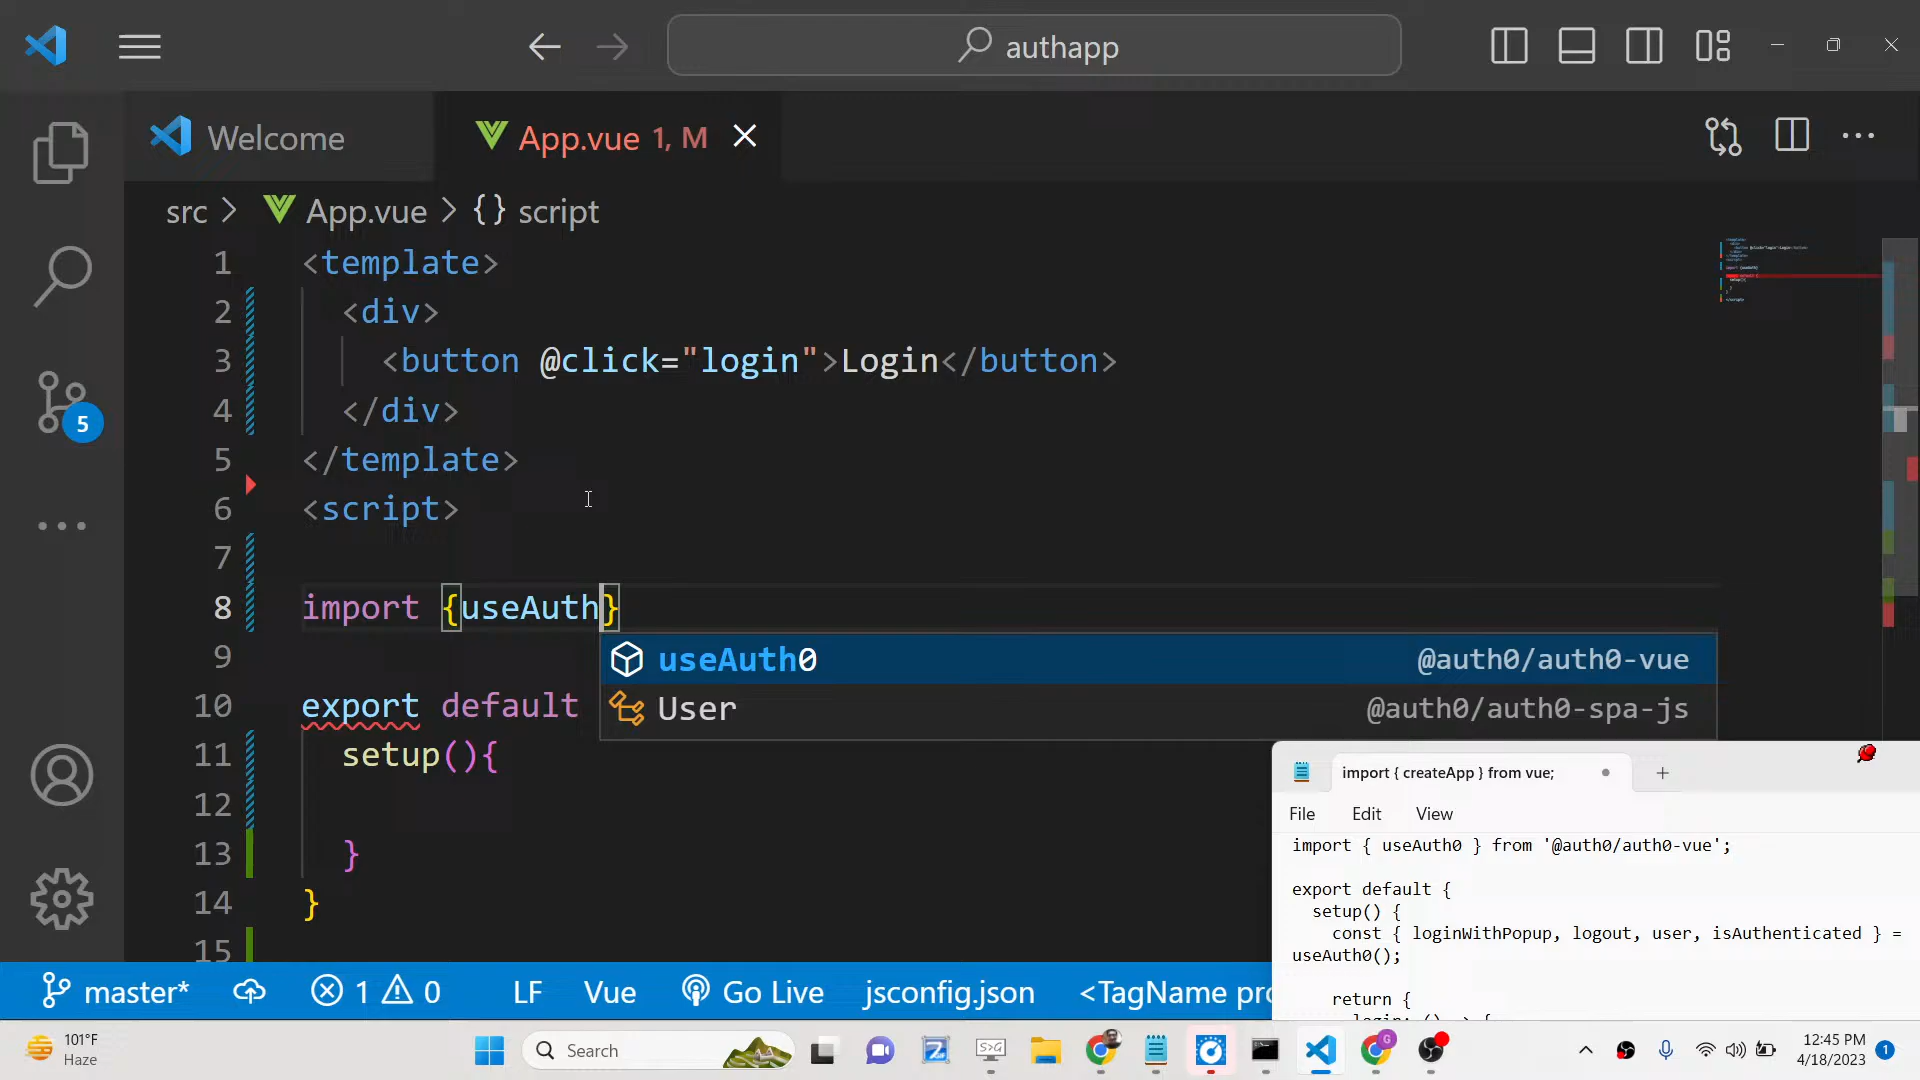 authapp
Welcome
App.vue 1, M
src > App.vue > {} script
1 <template>
2 <div>
3 <button @click="login">Login</button>
4 </div>
5 </template>
6 <script>
7
8 import {useAuth}
useAuth0 @auth0/auth0-vue
User @auth0/auth0-spa-js
9
10 export default
11 setup(){
12
13 }
14 }
15
5
import { createApp } from vue;
File Edit View
import { useAuth0 } from '@auth0/auth0-vue';
export default {
setup() {
const { loginWithPopup, logout, user, isAuthenticated } =
useAuth0();
return {
master* 1 0 LF Vue Go Live jsconfig.json <TagName pro
101°F
Haze
Search
12:45 PM
4/18/2023
1